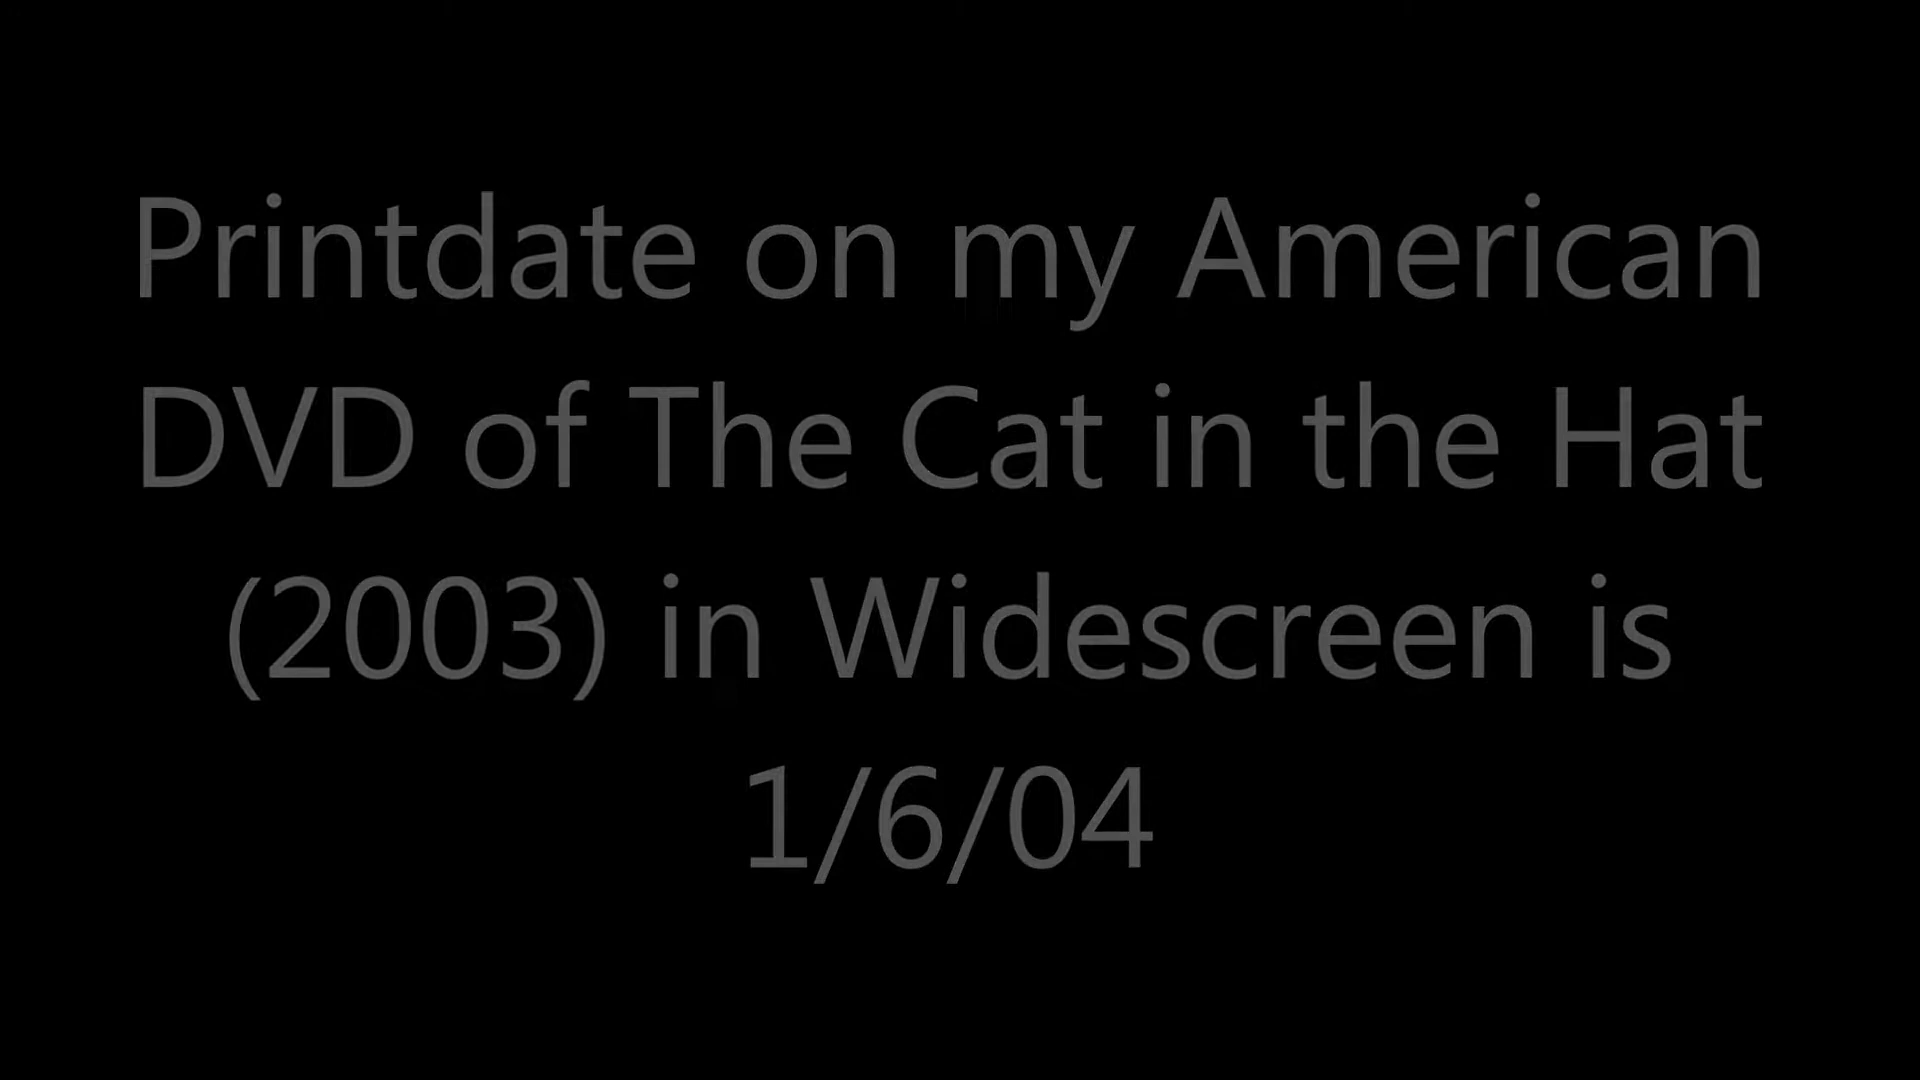 Printdate on my American
DVD of The Cat in the Hat
(2003) in Widescreen is
1/6/04